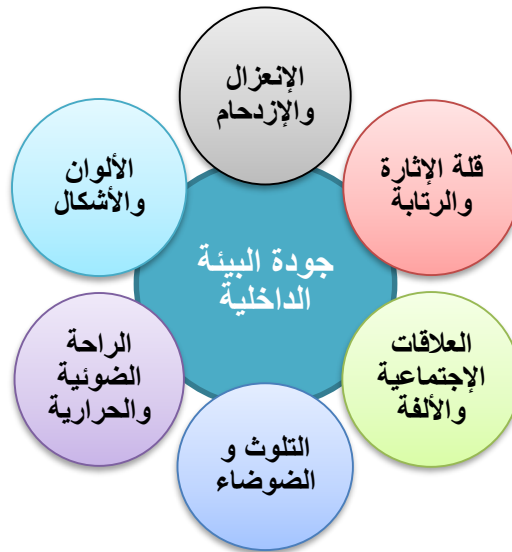 الإنعزال
والإزدحام
قلة الإثارة
والرتابة
العلاقات
الإجتماعية
والألفة
التلوث و
الضوضاء
الراحة
الضوئية
والحرارية
الألوان
والأشكال
جودة البيئة
الداخلية